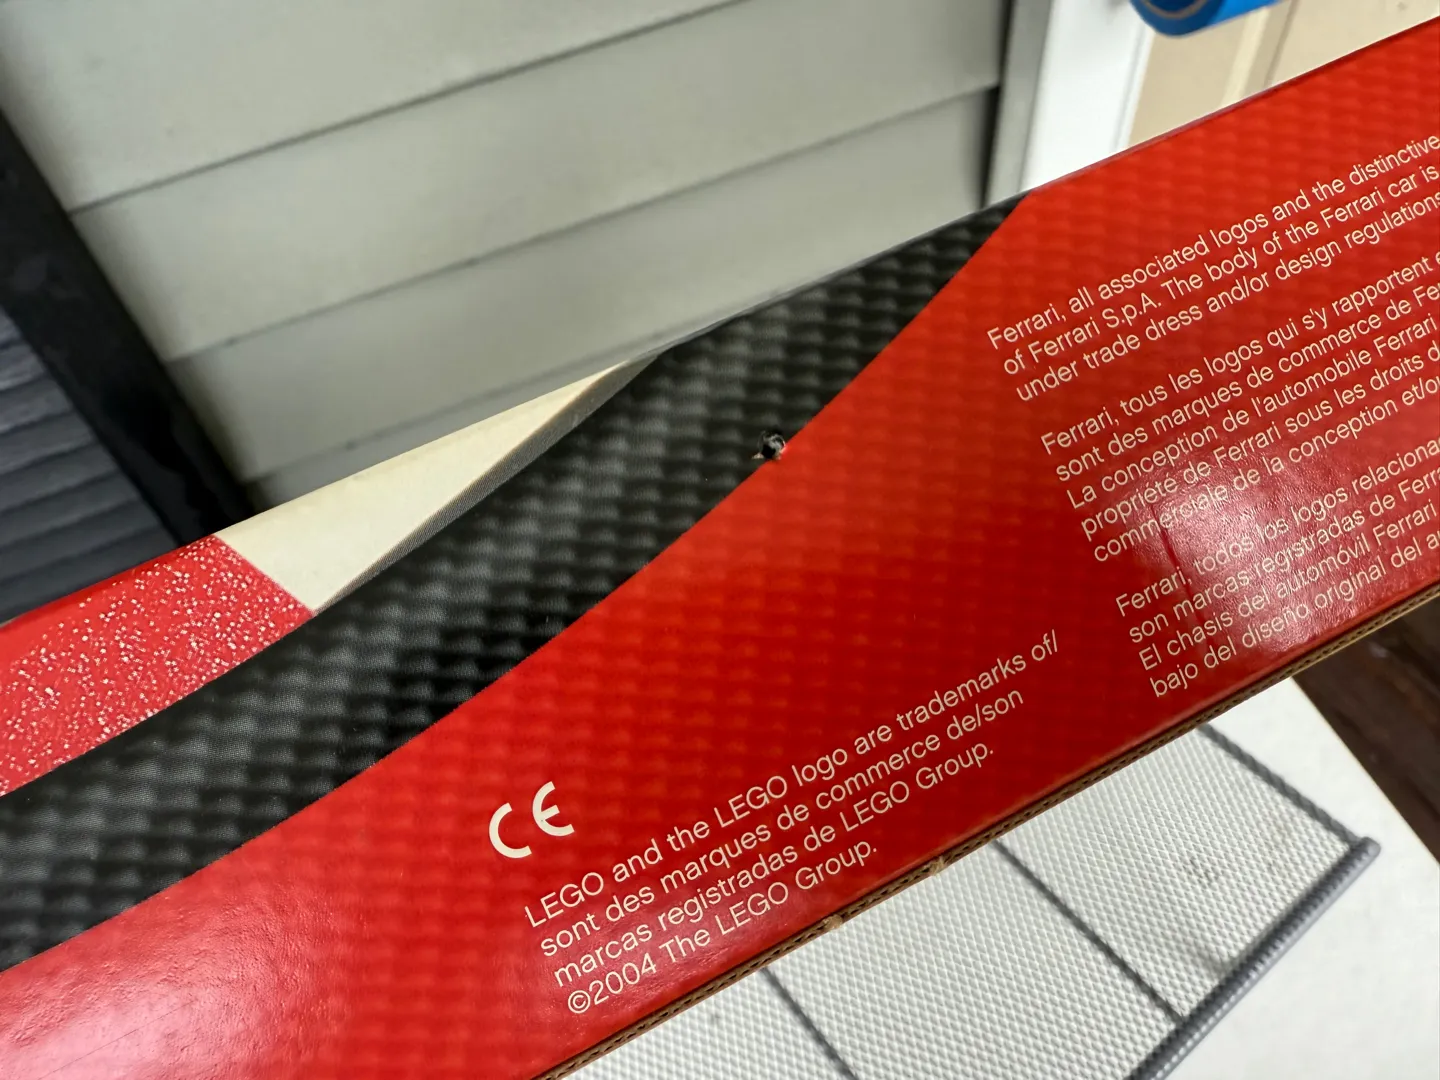 Ferrari, all associated logos and the distinctive
of Ferrari S.p.A. The body of the Ferrari car is
under trade dress and/or design regulations
Ferrari, tous les logos qui s'y rapportent
sont des marques de commerce de
La conception de l'automobile Ferrari
propriété de Ferrari sous les droits
commerciale de la conception
Ferrari, todos los logos
son marcas registradas de
El chasis del automóvil Ferrari
bajo del diseño original del
CE
LEGO and the LEGO logo are trademarks of/
sont des marques de commerce de/son
marcas registradas de LEGO Group.
©2004 The LEGO Group.